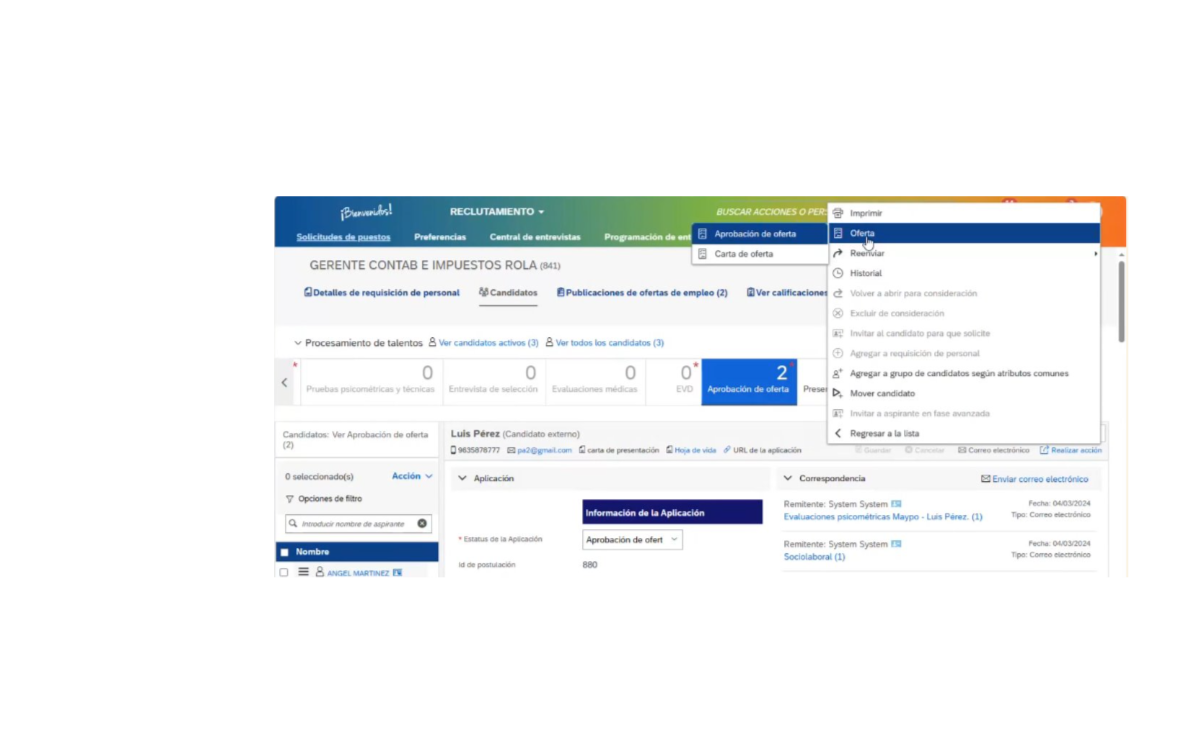 ¡Bienvenidos!
RECLUTAMIENTO
BUSCAR ACCIONES O PERS
Solicitudes de puestos Preferencias Central de entrevistas Programación de ent
Aprobación de oferta
Carta de oferta
Imprimir
Oferta
Reenviar
Historial
Volver a abrir para consideración
Excluir de consideración
Invitar al candidato para que solicite
Agregar a requisición de personal
Agregar a grupo de candidatos según atributos comunes
Mover candidato
Invitar a aspirante en fase avanzada
Regresar a la lista
GERENTE CONTAB E IMPUESTOS ROLA (841)
Detalles de requisición de personal Candidatos Publicaciones de ofertas de empleo (2) Ver calificaciones
Procesamiento de talentos Ver candidatos activos (3) Ver todos los candidatos (3)
* 0 0 0 0 * 2 *
Pruebas psicométricas y técnicas Entrevista de selección Evaluaciones médicas EVD Aprobación de oferta Prese
Candidatos: Ver Aprobación de oferta
(2)
0 seleccionado(s) Acción
Opciones de filtro
Introducir nombre de aspirante
Nombre
ANGEL MARTINEZ
Luis Pérez (Candidato externo)
9635878777 pe2@gmail.com carta de presentación Hoja de vida URL de la aplicación
Guardar Cancelar Correo electrónico Realizar acción
Aplicación
Información de la Aplicación
* Estatus de la Aplicación Aprobación de ofert
Id de postulación 880
Correspondencia Enviar correo electrónico
Remitente: System System Fecha: 04/03/2024
Evaluaciones psicométricas Maypo - Luis Pérez. (1) Tipo: Correo electrónico
Remitente: System System Fecha: 04/03/2024
Sociolaboral (1) Tipo: Correo electrónico